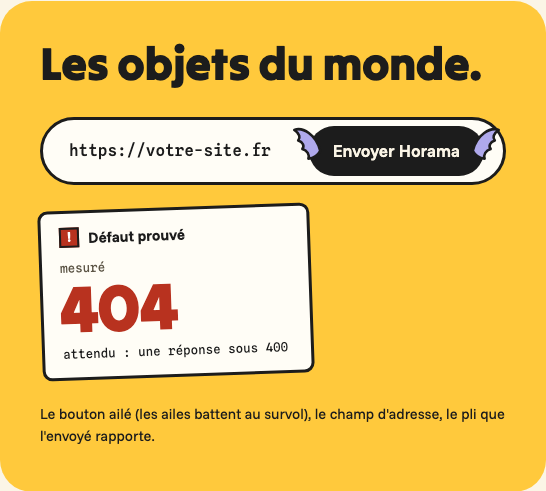 Les objets du monde.
https://votre-site.fr
Envoyer Horama
! Défaut prouvé
mesuré
404
attendu : une réponse sous 400
Le bouton ailé (les ailes battent au survol), le champ d'adresse, le pli que
l'envoyé rapporte.